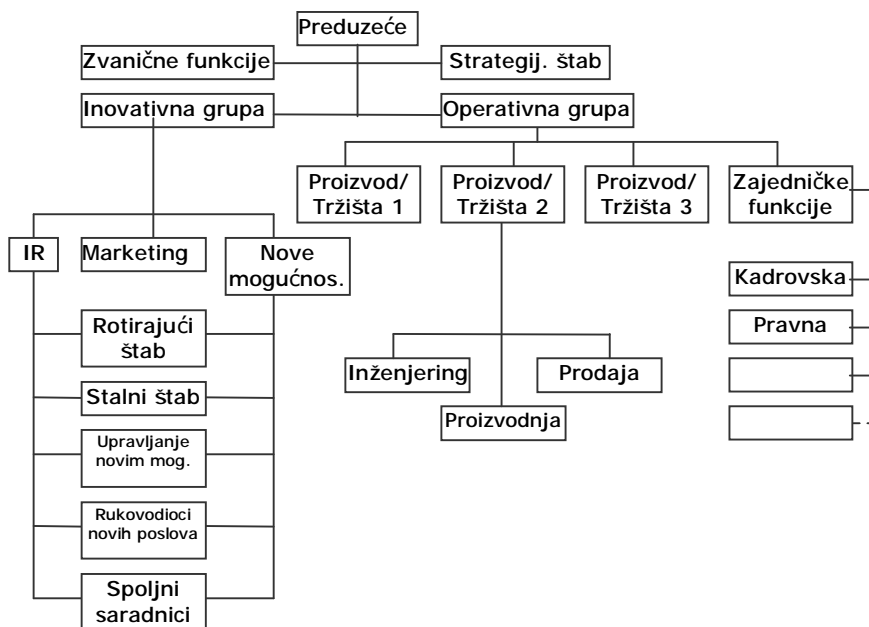 Preduzeće
Zvanične funkcije
Strategij. štab
Inovativna grupa
Operativna grupa
Proizvod/
Tržišta 1
Proizvod/
Tržišta 2
Proizvod/
Tržišta 3
Zajedničke
funkcije
IR
Marketing
Nove
mogućnos.
Kadrovska
Rotirajući
štab
Pravna
Inženjering
Prodaja
Stalni štab
Proizvodnja
Upravljanje
novim mog.
Rukovodioci
novih poslova
Spoljni
saradnici